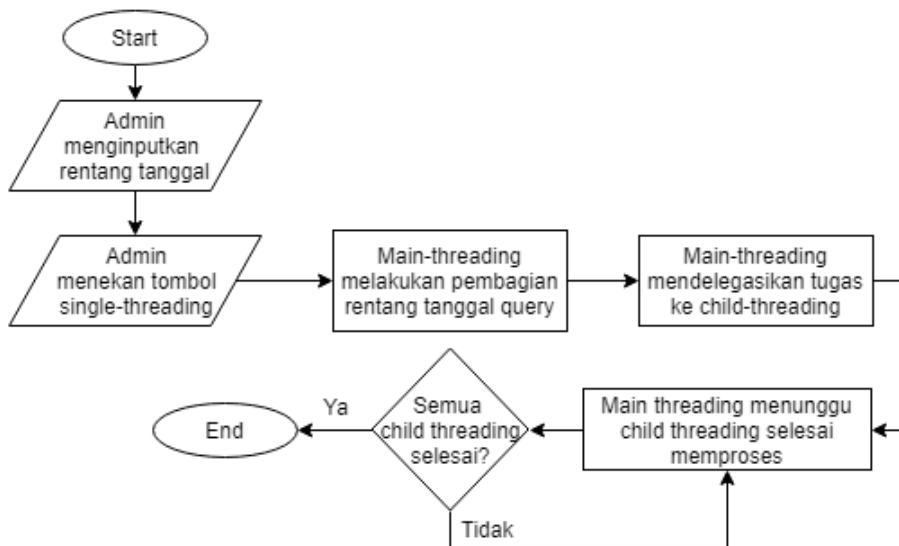 Start
Admin
menginputkan
rentang tanggal
Admin
menekan tombol
single-threading
Main-threading
melakukan pembagian
rentang tanggal query
Main-threading
mendelegasikan tugas
ke child-threading
Main threading menunggu
child threading selesai
memproses
Semua
child threading
selesai?
Ya
End
Tidak